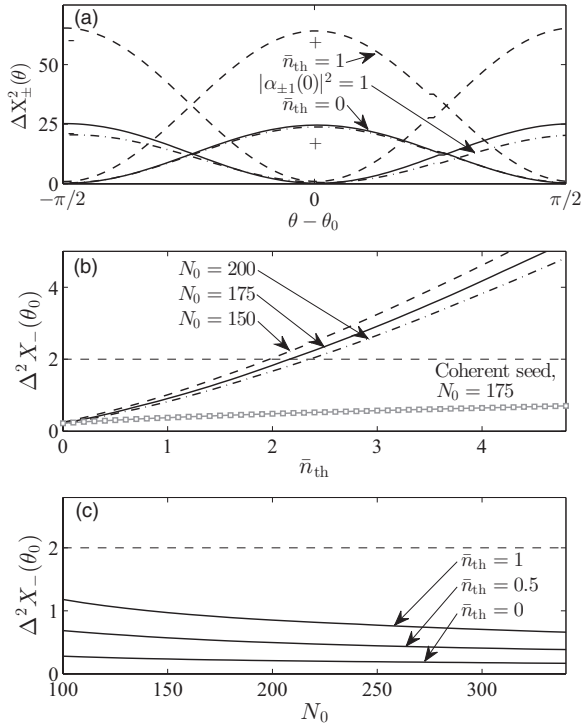 (a)
ΔX²±(θ)
50
25
0
−
+
n̄th = 1
|α±1(0)|² = 1
n̄th = 0
+
−π/2
0
π/2
θ − θ0
(b)
Δ² X−(θ0)
4
2
0
N0 = 200
N0 = 175
N0 = 150
Coherent seed,
N0 = 175
0
1
2
3
4
n̄th
(c)
Δ² X−(θ0)
2
1
0
n̄th = 1
n̄th = 0.5
n̄th = 0
100
150
200
250
300
N0